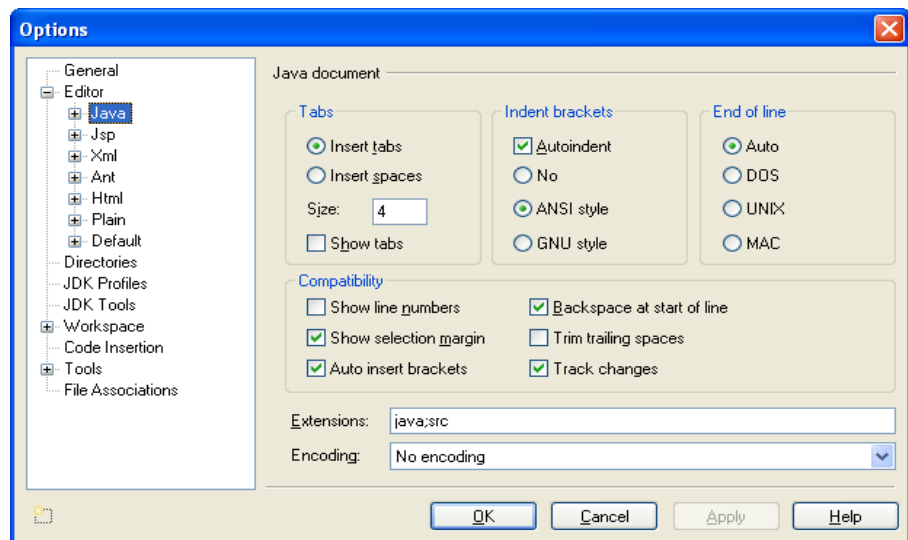 Options
General
Editor
Java
Jsp
Xml
Ant
Html
Plain
Default
Directories
JDK Profiles
JDK Tools
Workspace
Code Insertion
Tools
File Associations
Java document
Tabs
Insert tabs
Insert spaces
Size: 4
Show tabs
Indent brackets
Autoindent
No
ANSI style
GNU style
End of line
Auto
DOS
UNIX
MAC
Compatibility
Show line numbers
Show selection margin
Auto insert brackets
Backspace at start of line
Trim trailing spaces
Track changes
Extensions: java;src
Encoding: No encoding
OK Cancel Apply Help